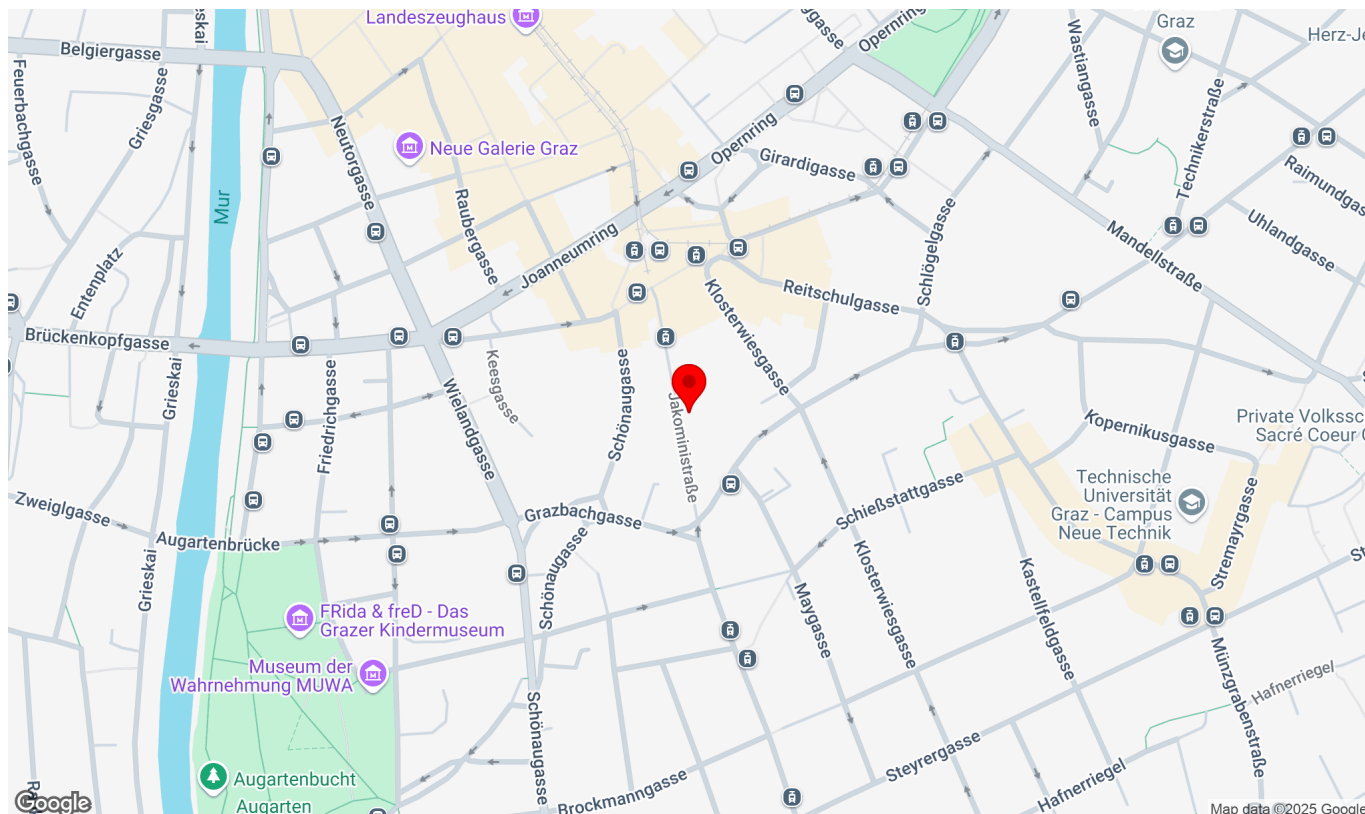 Landeszeughaus
Grieskai
Opernring
Graz
Herz-Je
Belgiergasse
Wastiangasse
Feuerbachgasse
Griesgasse
Neutorgasse
Technikerstraße
Neue Galerie Graz
Opernring
Girardigasse
Raimundgasse
Mur
Raubergasse
Uhlandgasse
Mandellstraße
Schlögelgasse
Entenplatz
Joanneumring
Reitschulgasse
Klosterwiesgasse
Brückenkopfgasse
Grieskai
Keesgasse
Schönaugasse
Wielandgasse
Friedrichgasse
Jakoministraße
Kopernikusgasse
Private Volkssc
Sacré Coeur G
Technische
Universität
Graz - Campus
Neue Technik
Schießstattgasse
Stremayrgasse
Zweiglgasse
Grazbachgasse
Augartenbrücke
Grieskai
Schönaugasse
Klosterwiesgasse
Kastellfeldgasse
Maygasse
FRida & freD - Das
Grazer Kindermuseum
Museum der
Wahrnehmung MUWA
Münzgrabenstraße
Hafnerriegel
Schönaugasse
Steyrergasse
Augartenbucht
Augarten
Brockmanngasse
Hafnerriegel
Google
Map data ©2025 Google